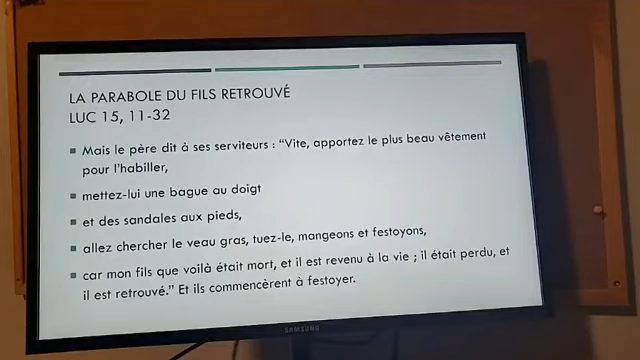 LA PARABOLE DU FILS RETROUVÉ
LUC 15, 11-32
Mais le père dit à ses serviteurs : “Vite, apportez le plus beau vêtement
pour l’habiller,
mettez-lui une bague au doigt
et des sandales aux pieds,
allez chercher le veau gras, tuez-le, mangeons et festoyons,
car mon fils que voilà était mort, et il est revenu à la vie ; il était perdu, et
il est retrouvé.” Et ils commencèrent à festoyer.
SAMSUNG